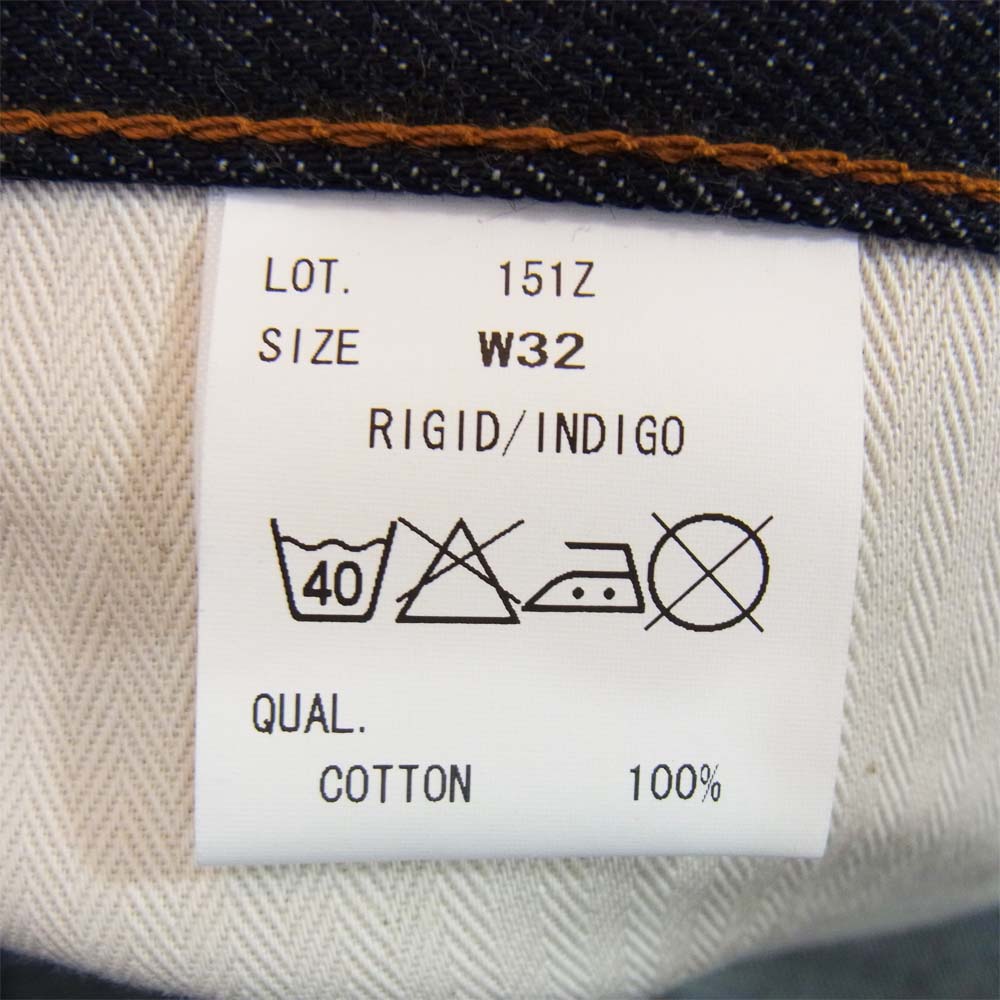 LOT. 151Z
SIZE W32
RIGID/INDIGO
40
QUAL.
COTTON 100%